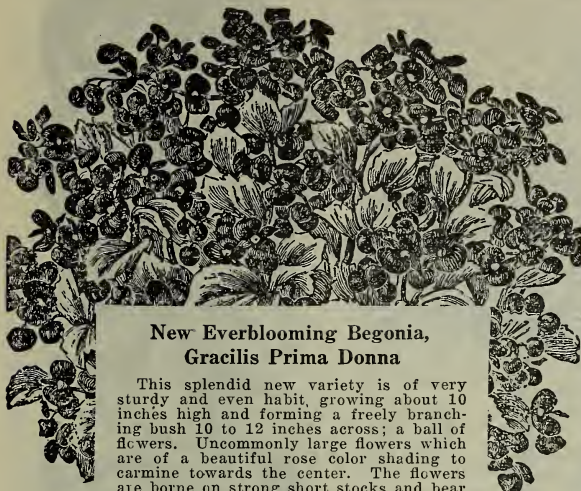 New Everblooming Begonia,
Gracilis Prima Donna
This splendid new variety is of very
sturdy and even habit, growing about 10
inches high and forming a freely branch-
ing bush 10 to 12 inches across; a ball of
flowers. Uncommonly large flowers which
are of a beautiful rose color shading to
carmine towards the center. The flowers
are borne on strong short stocks and bear